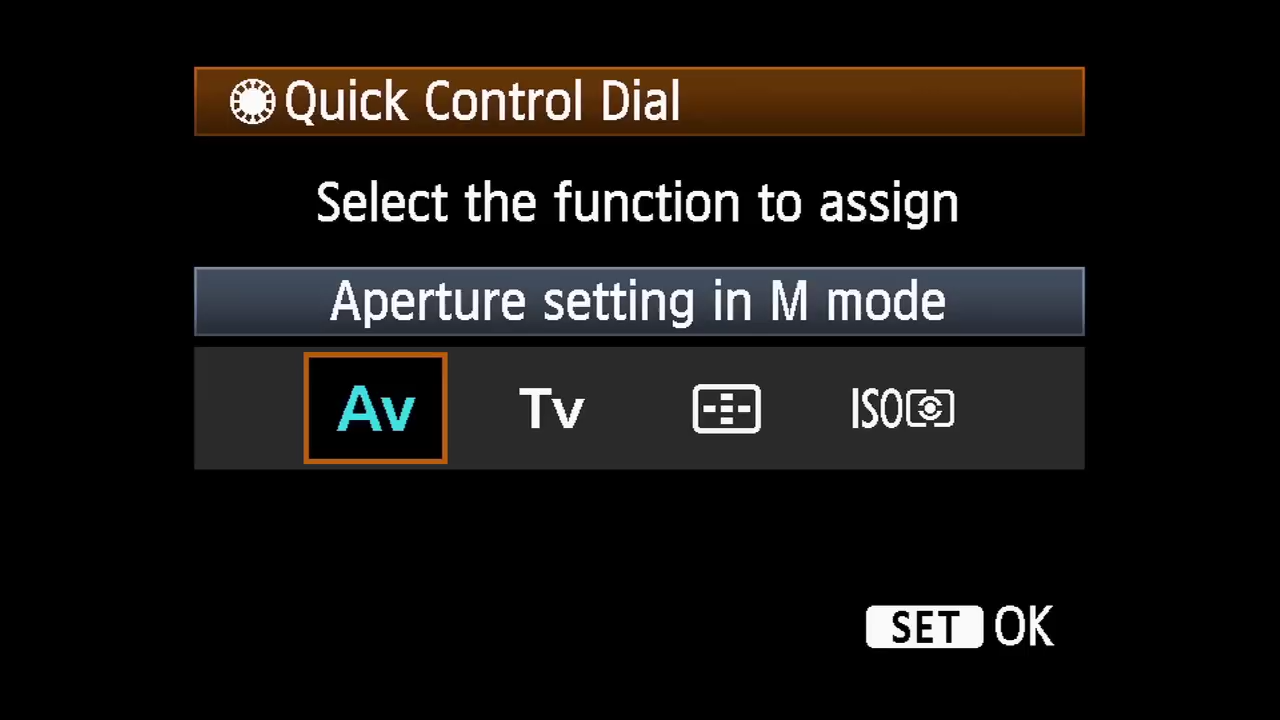 Quick Control Dial
Select the function to assign
Aperture setting in M mode
Av Tv ISO
SET OK